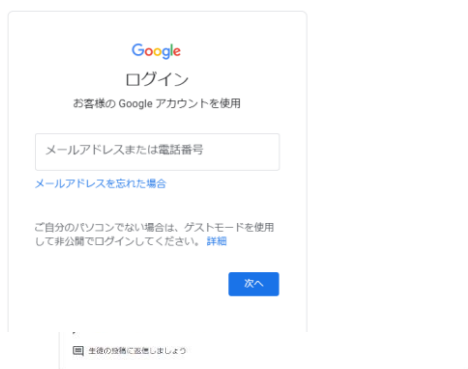 Google
ログイン
お客様の Google アカウントを使用
メールアドレスまたは電話番号
メールアドレスを忘れた場合
ご自分のパソコンでない場合は、ゲストモードを使用
して非公開でログインしてください。 詳細
次へ
生徒の投稿に返信しましょう